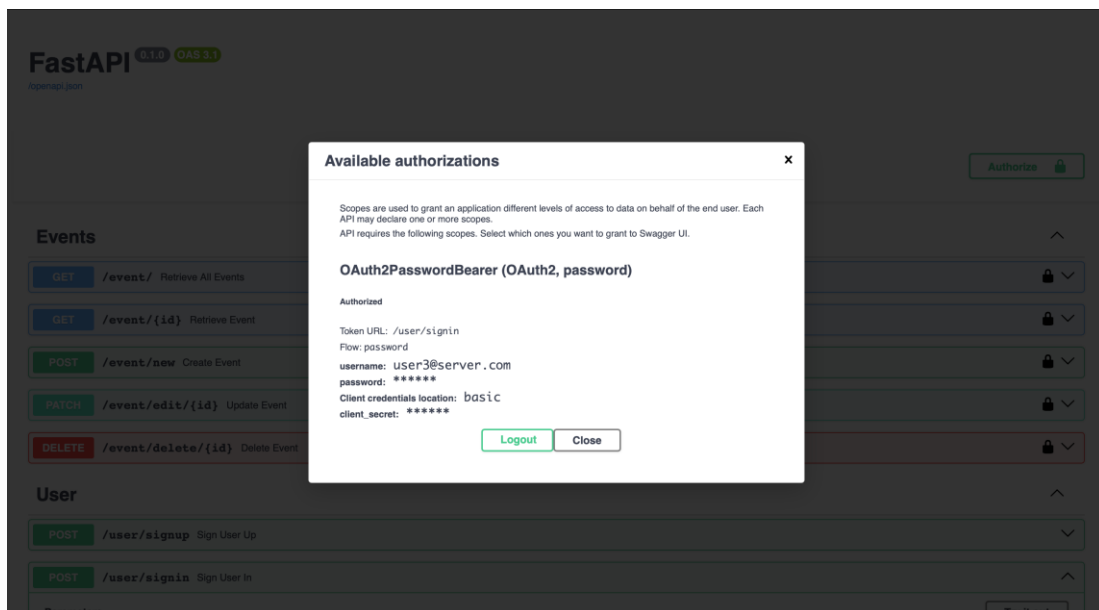 FastAPI 0.1.0 OAS 3.1
/openapi.json
Authorize
Available authorizations x
Scopes are used to grant an application different levels of access to data on behalf of the end user. Each
API may declare one or more scopes.
API requires the following scopes. Select which ones you want to grant to Swagger UI.
OAuth2PasswordBearer (OAuth2, password)
Authorized
Token URL: /user/signin
Flow: password
username: user3@server.com
password: ******
Client credentials location: basic
client_secret: ******
Logout Close
Events
GET /event/ Retrieve All Events
GET /event/{id} Retrieve Event
POST /event/new Create Event
PATCH /event/edit/{id} Update Event
DELETE /event/delete/{id} Delete Event
User
POST /user/signup Sign User Up
POST /user/signin Sign User In